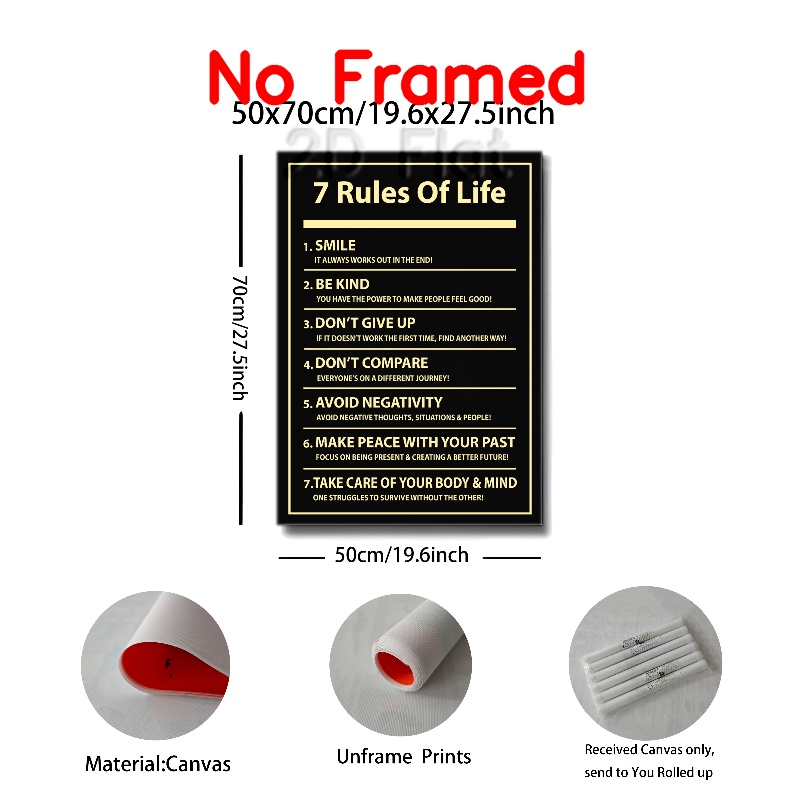 No Framed
50x70cm/19.6x27.5inch
2D Flat
7 Rules Of Life
1. SMILE
IT ALWAYS WORKS OUT IN THE END!
2. BE KIND
YOU HAVE THE POWER TO MAKE PEOPLE FEEL GOOD!
3. DON'T GIVE UP
IF IT DOESN'T WORK THE FIRST TIME, FIND ANOTHER WAY!
4. DON'T COMPARE
EVERYONE'S ON A DIFFERENT JOURNEY!
5. AVOID NEGATIVITY
AVOID NEGATIVE THOUGHTS, SITUATIONS & PEOPLE!
6. MAKE PEACE WITH YOUR PAST
FOCUS ON BEING PRESENT & CREATING A BETTER FUTURE!
7.TAKE CARE OF YOUR BODY & MIND
ONE STRUGGLES TO SURVIVE WITHOUT THE OTHER!
70cm/27.5inch
50cm/19.6inch
Material:Canvas
Unframe Prints
Received Canvas only,
send to You Rolled up